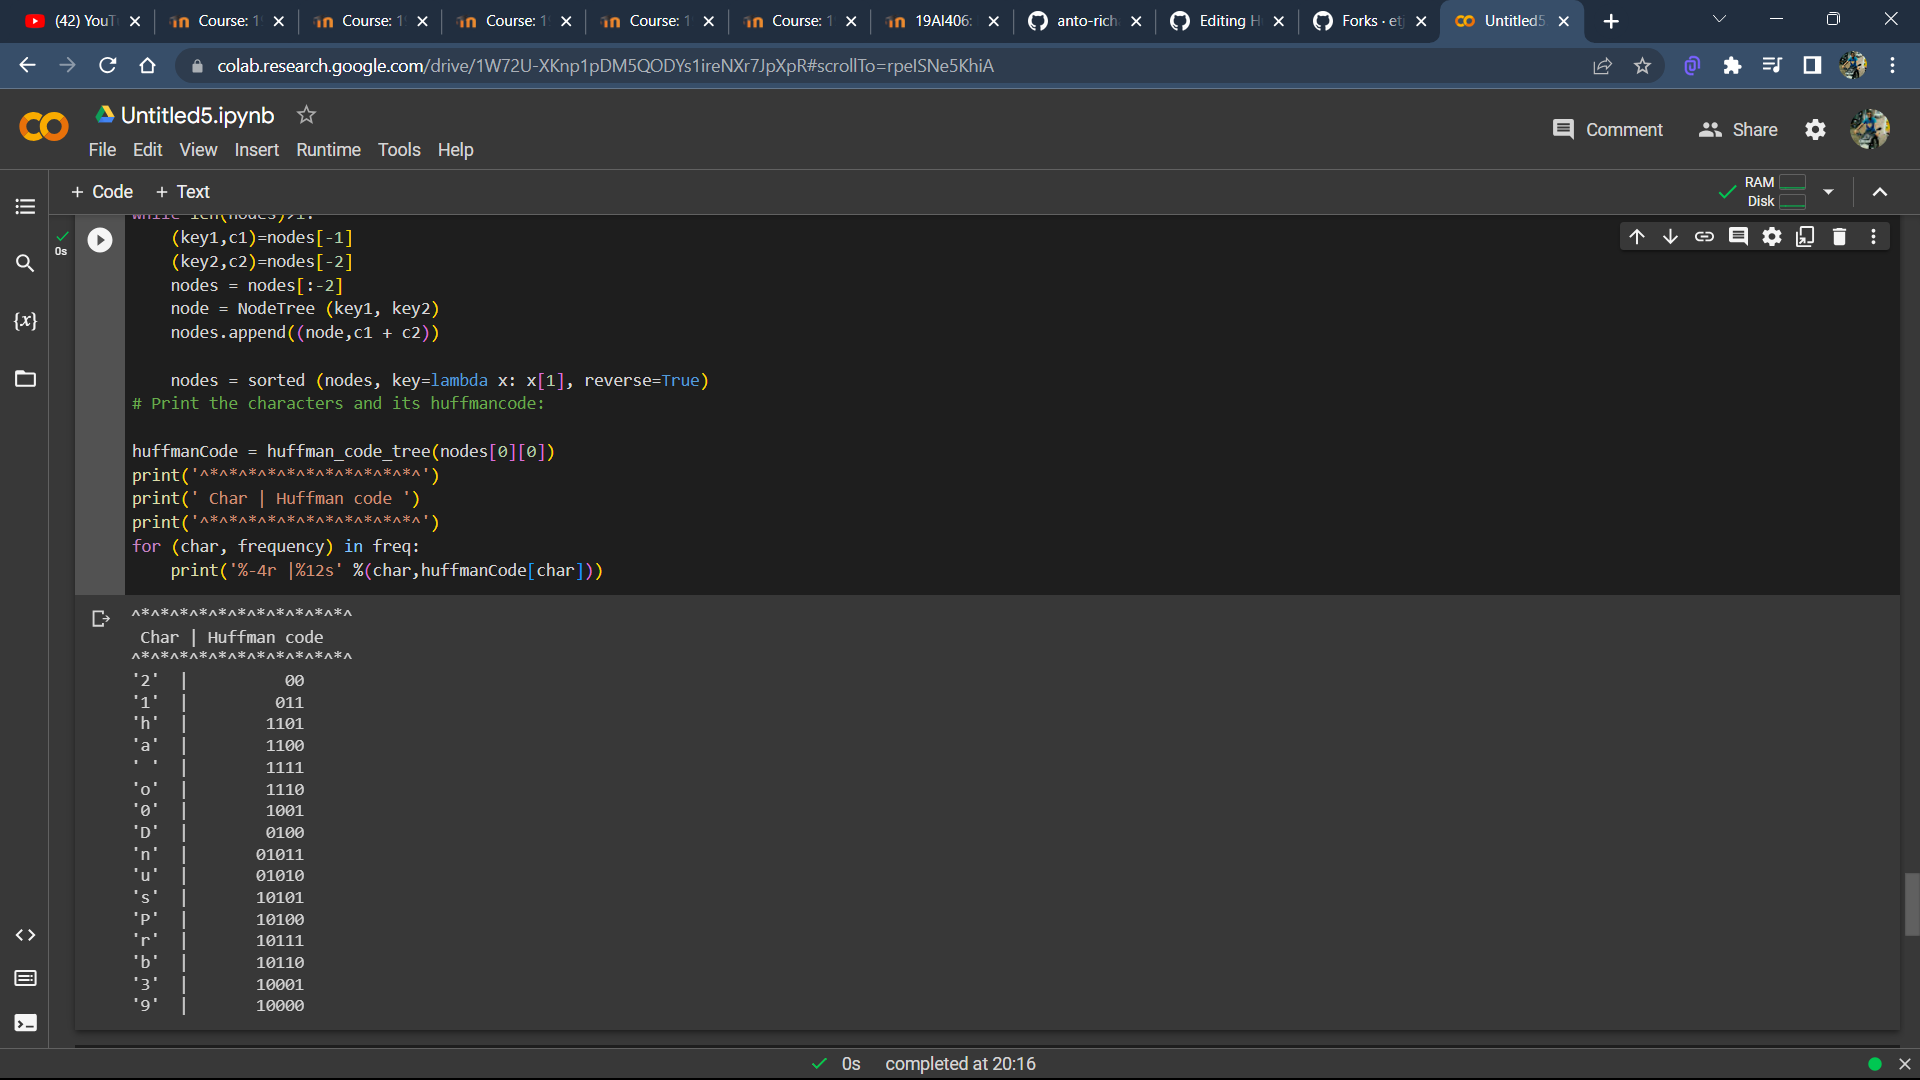 (42) YouT
Course: 1
Course: 1
Course: 1
Course: 1
Course: 1
19AI406:
anto-rich
Editing H
Forks · etj
Untitled5
colab.research.google.com/drive/1W72U-XKnp1pDM5QODYs1ireNXr7JpXpR#scrollTo=rpeISNe5KhiA
Untitled5.ipynb
File Edit View Insert Runtime Tools Help
Comment
Share
+ Code + Text
RAM
Disk
while len(nodes)>1:
0s
(key1,c1)=nodes[-1]
(key2,c2)=nodes[-2]
nodes = nodes[:-2]
node = NodeTree (key1, key2)
nodes.append((node,c1 + c2))
nodes = sorted (nodes, key=lambda x: x[1], reverse=True)
# Print the characters and its huffmancode:
huffmanCode = huffman_code_tree(nodes[0][0])
print('^*^*^*^*^*^*^*^*^*^*^*^')
print(' Char | Huffman code ')
print('^*^*^*^*^*^*^*^*^*^*^*^')
for (char, frequency) in freq:
print('%-4r |%12s' %(char,huffmanCode[char]))
^*^*^*^*^*^*^*^*^*^*^*^
Char | Huffman code
^*^*^*^*^*^*^*^*^*^*^*^
'2' | 00
'1' | 011
'h' | 1101
'a' | 1100
' ' | 1111
'o' | 1110
'0' | 1001
'D' | 0100
'n' | 01011
'u' | 01010
's' | 10101
'P' | 10100
'r' | 10111
'b' | 10110
'3' | 10001
'9' | 10000
0s completed at 20:16